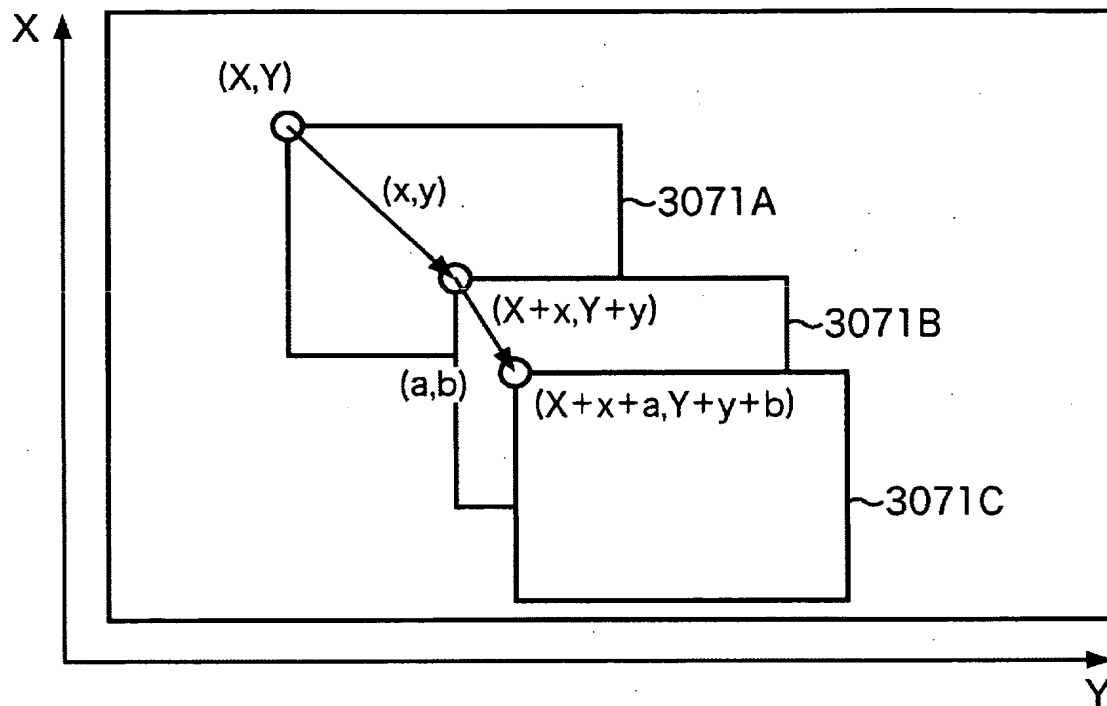 X
(X,Y)
(x,y)
3071A
(X+x,Y+y)
3071B
(a,b)
(X+x+a,Y+y+b)
3071C
Y